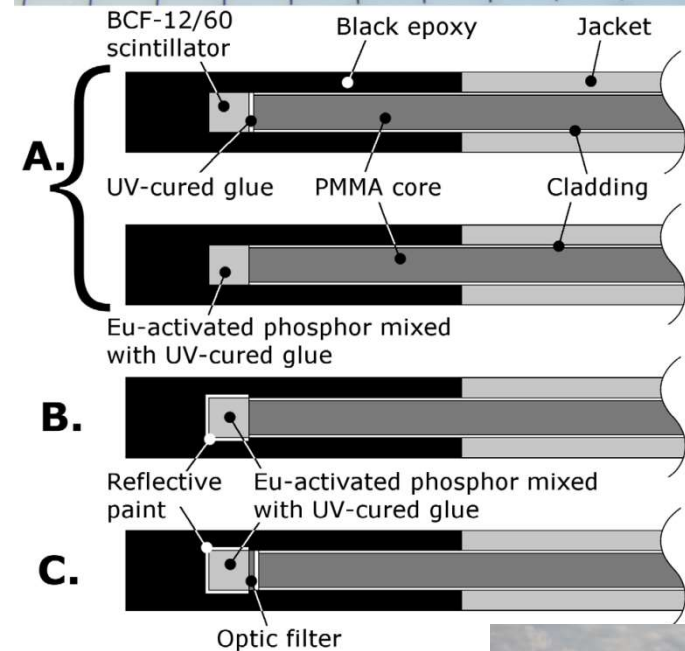 BCF-12/60
scintillator
Black epoxy
Jacket
A.
UV-cured glue
PMMA core
Cladding
Eu-activated phosphor mixed
with UV-cured glue
B.
Reflective
paint
Eu-activated phosphor mixed
with UV-cured glue
C.
Optic filter